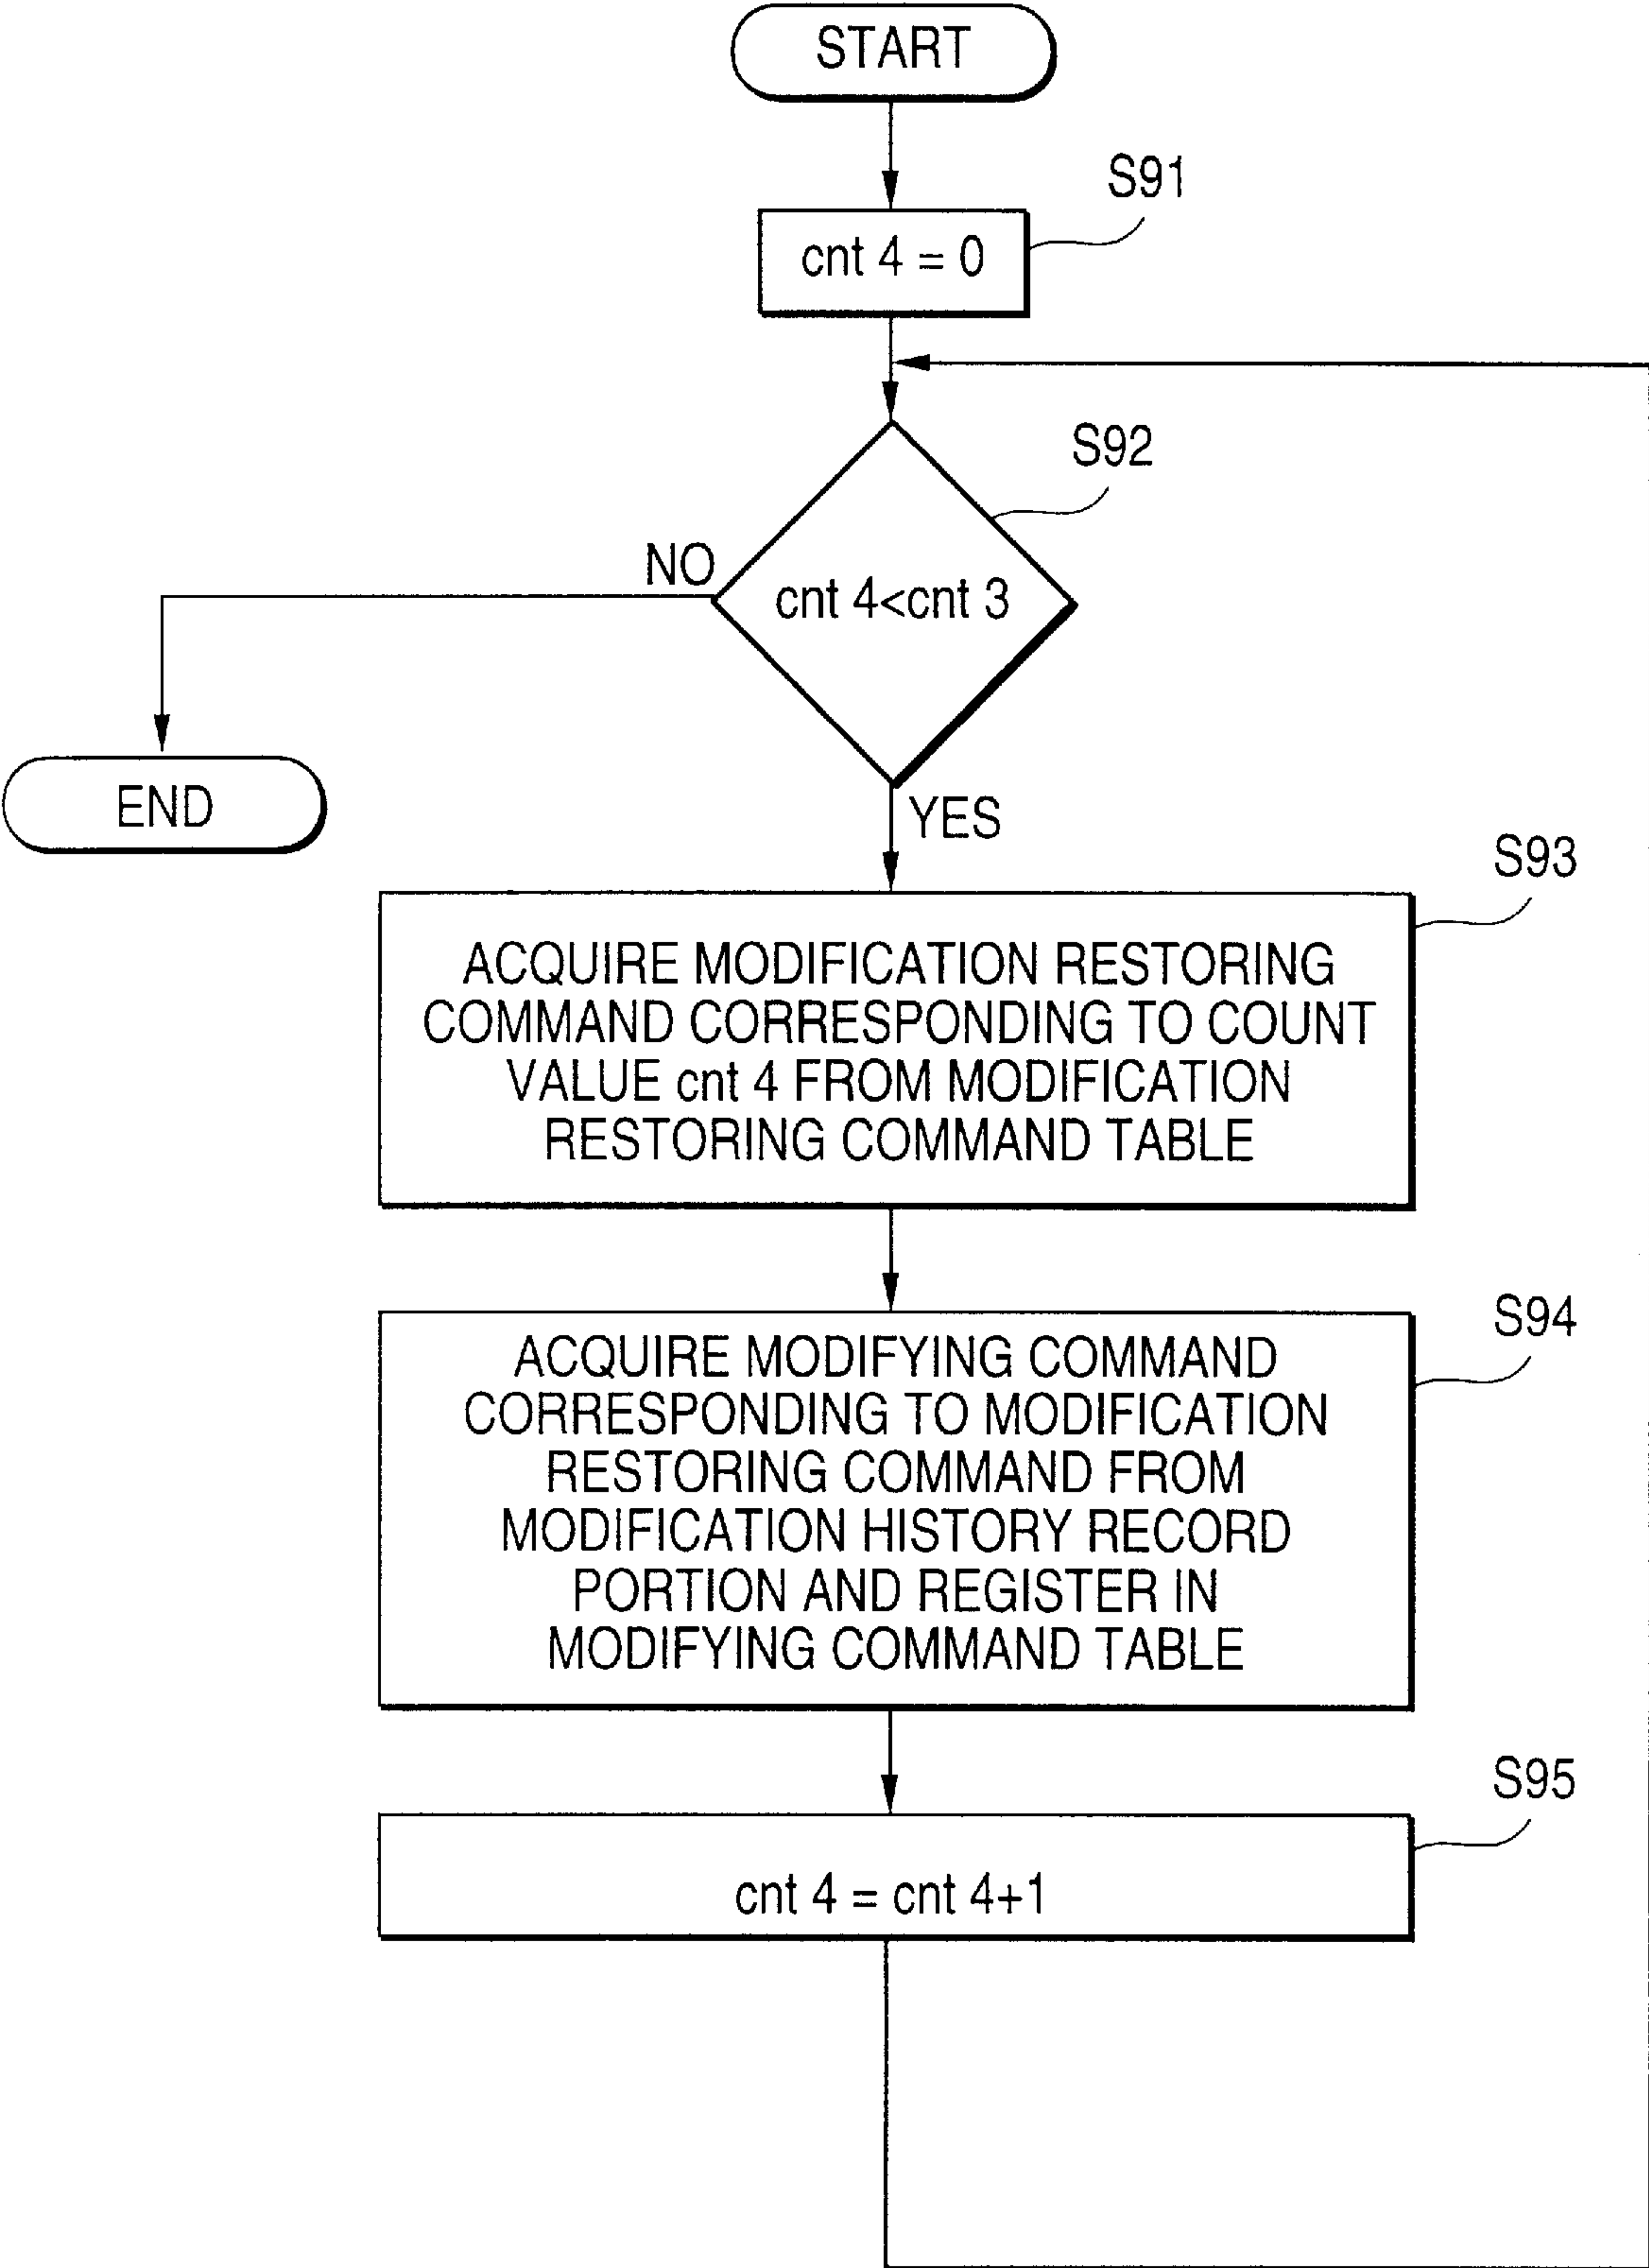 START
S91
cnt 4 = 0
S92
NO
cnt 4<cnt 3
END
YES
S93
ACQUIRE MODIFICATION RESTORING
COMMAND CORRESPONDING TO COUNT
VALUE cnt 4 FROM MODIFICATION
RESTORING COMMAND TABLE
S94
ACQUIRE MODIFYING COMMAND
CORRESPONDING TO MODIFICATION
RESTORING COMMAND FROM
MODIFICATION HISTORY RECORD
PORTION AND REGISTER IN
MODIFYING COMMAND TABLE
S95
cnt 4 = cnt 4+1